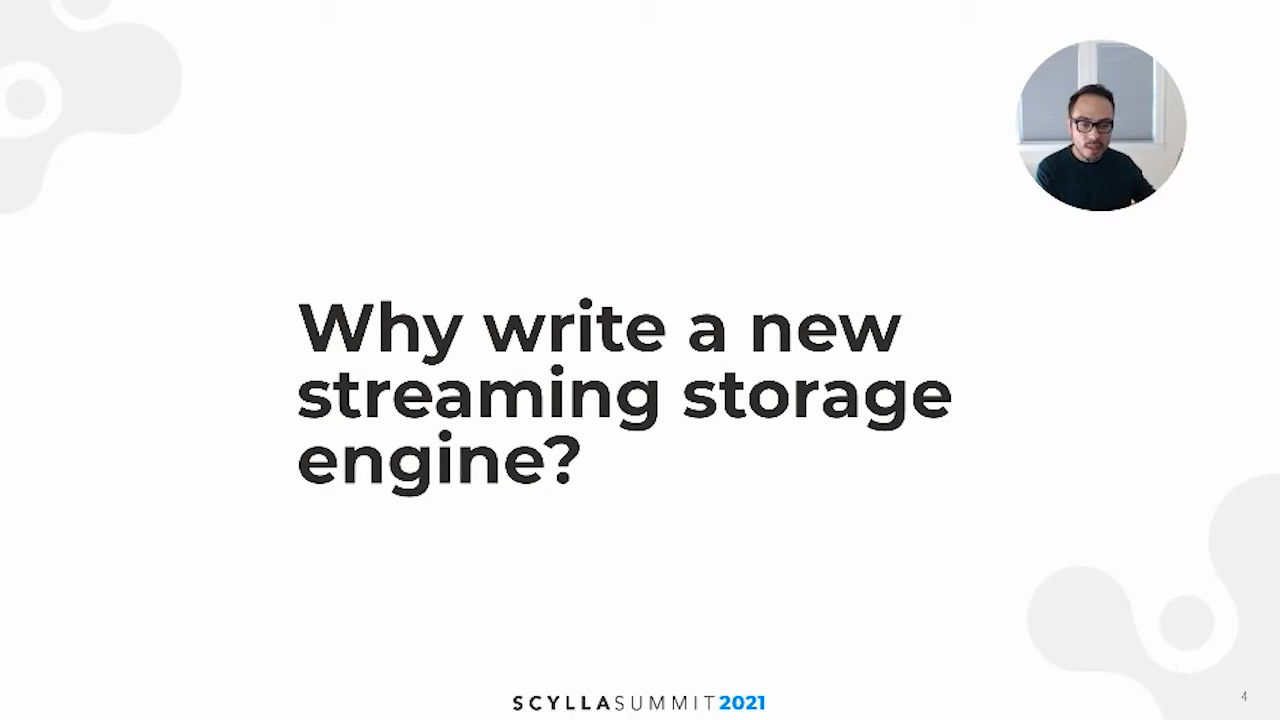 Why write a new
streaming storage
engine?
SCYLLASUMMIT2021
4